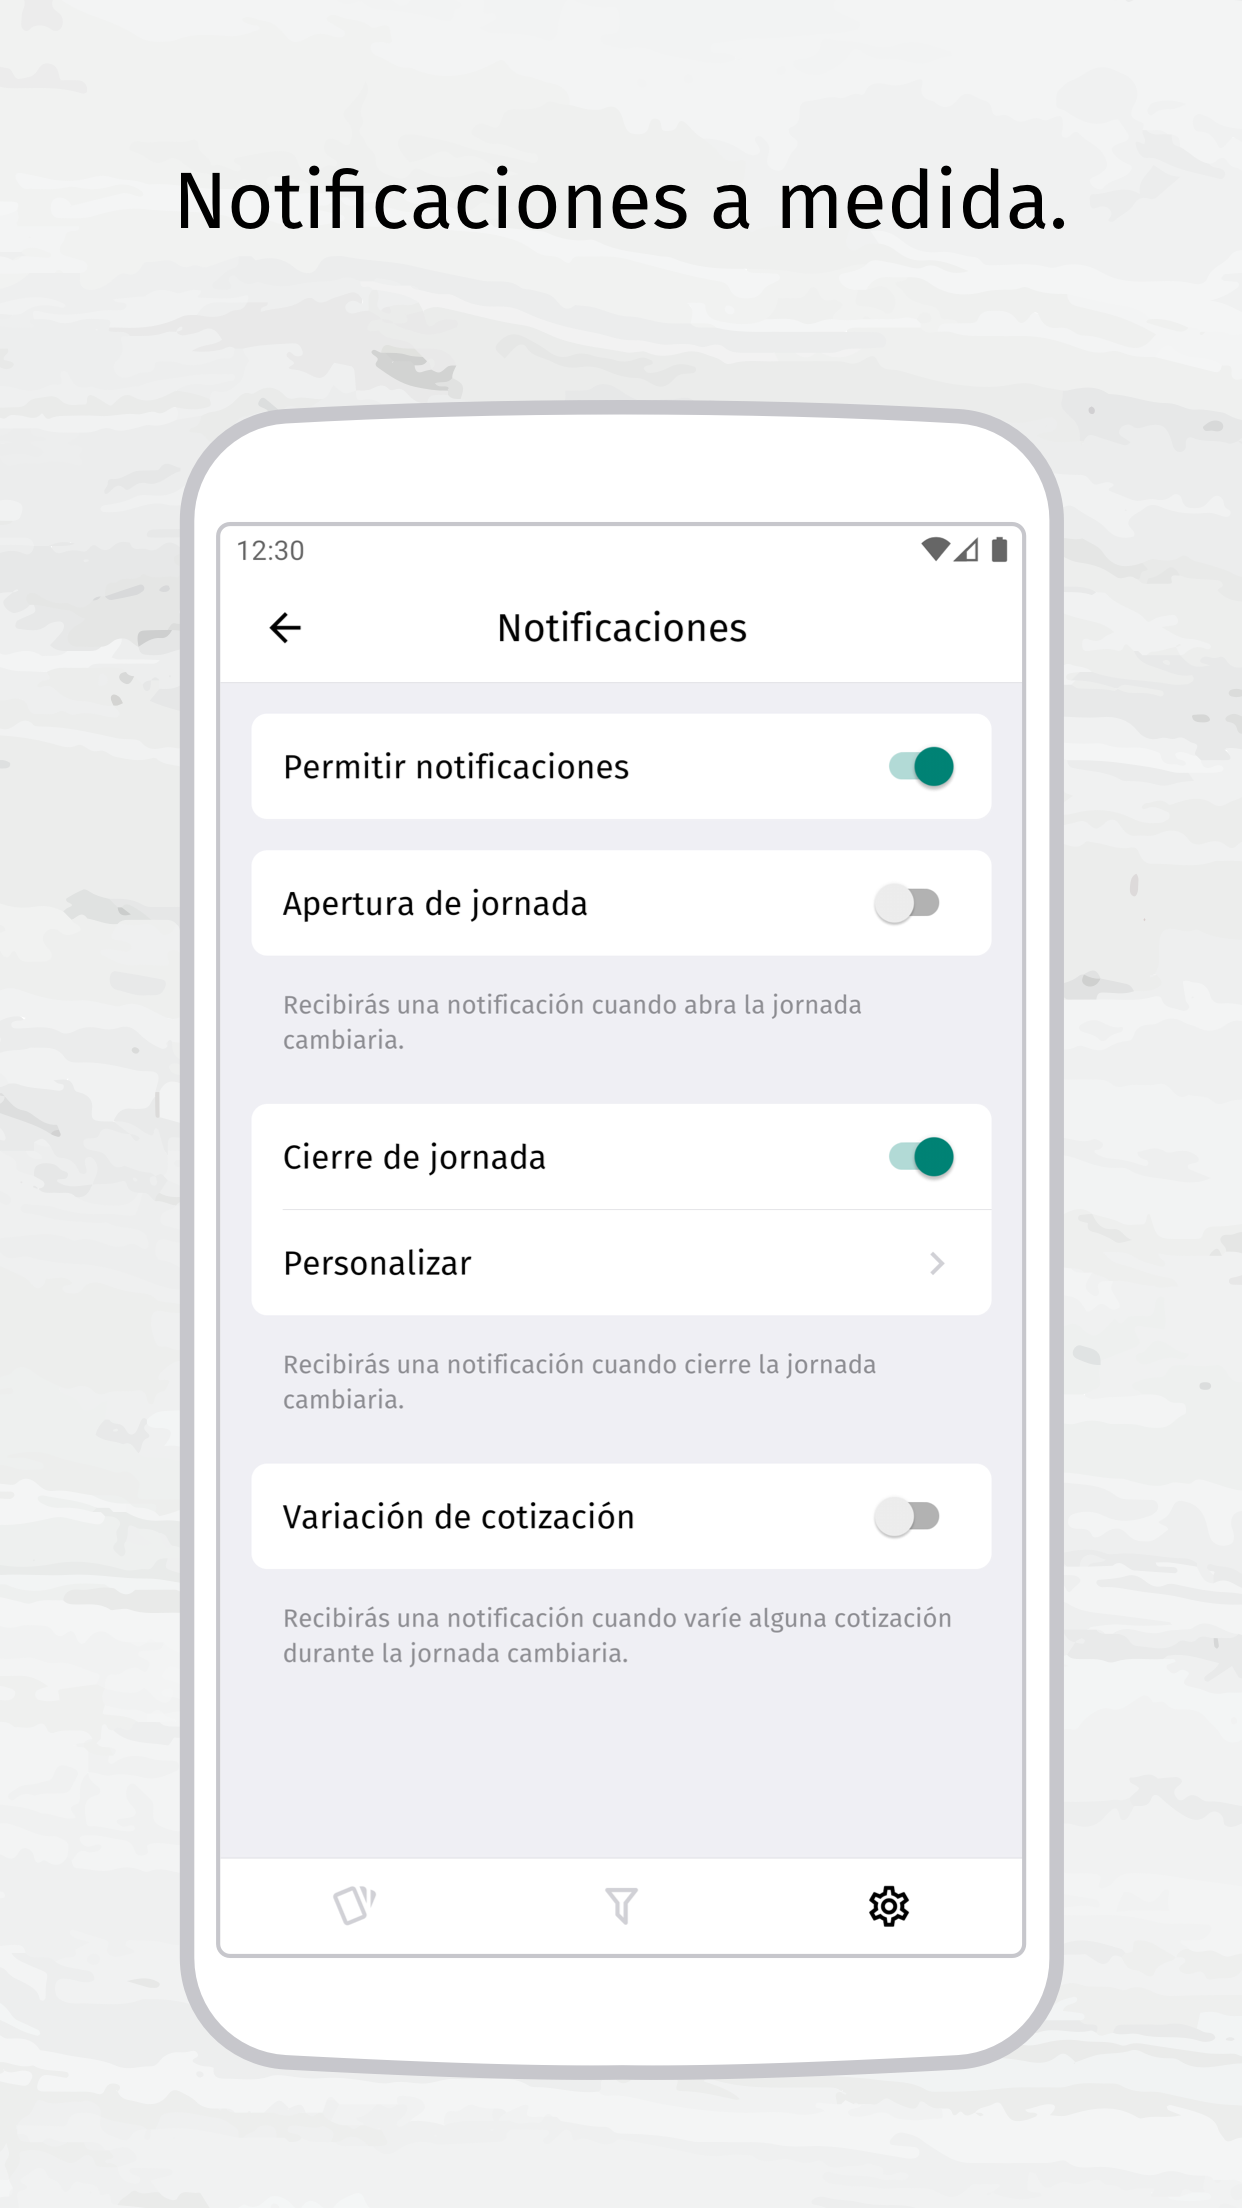 Notificaciones a medida.
12:30
Notificaciones
Permitir notificaciones
Apertura de jornada
Recibirás una notificación cuando abra la jornada
cambiaria.
Cierre de jornada
Personalizar
Recibirás una notificación cuando cierre la jornada
cambiaria.
Variación de cotización
Recibirás una notificación cuando varíe alguna cotización
durante la jornada cambiaria.